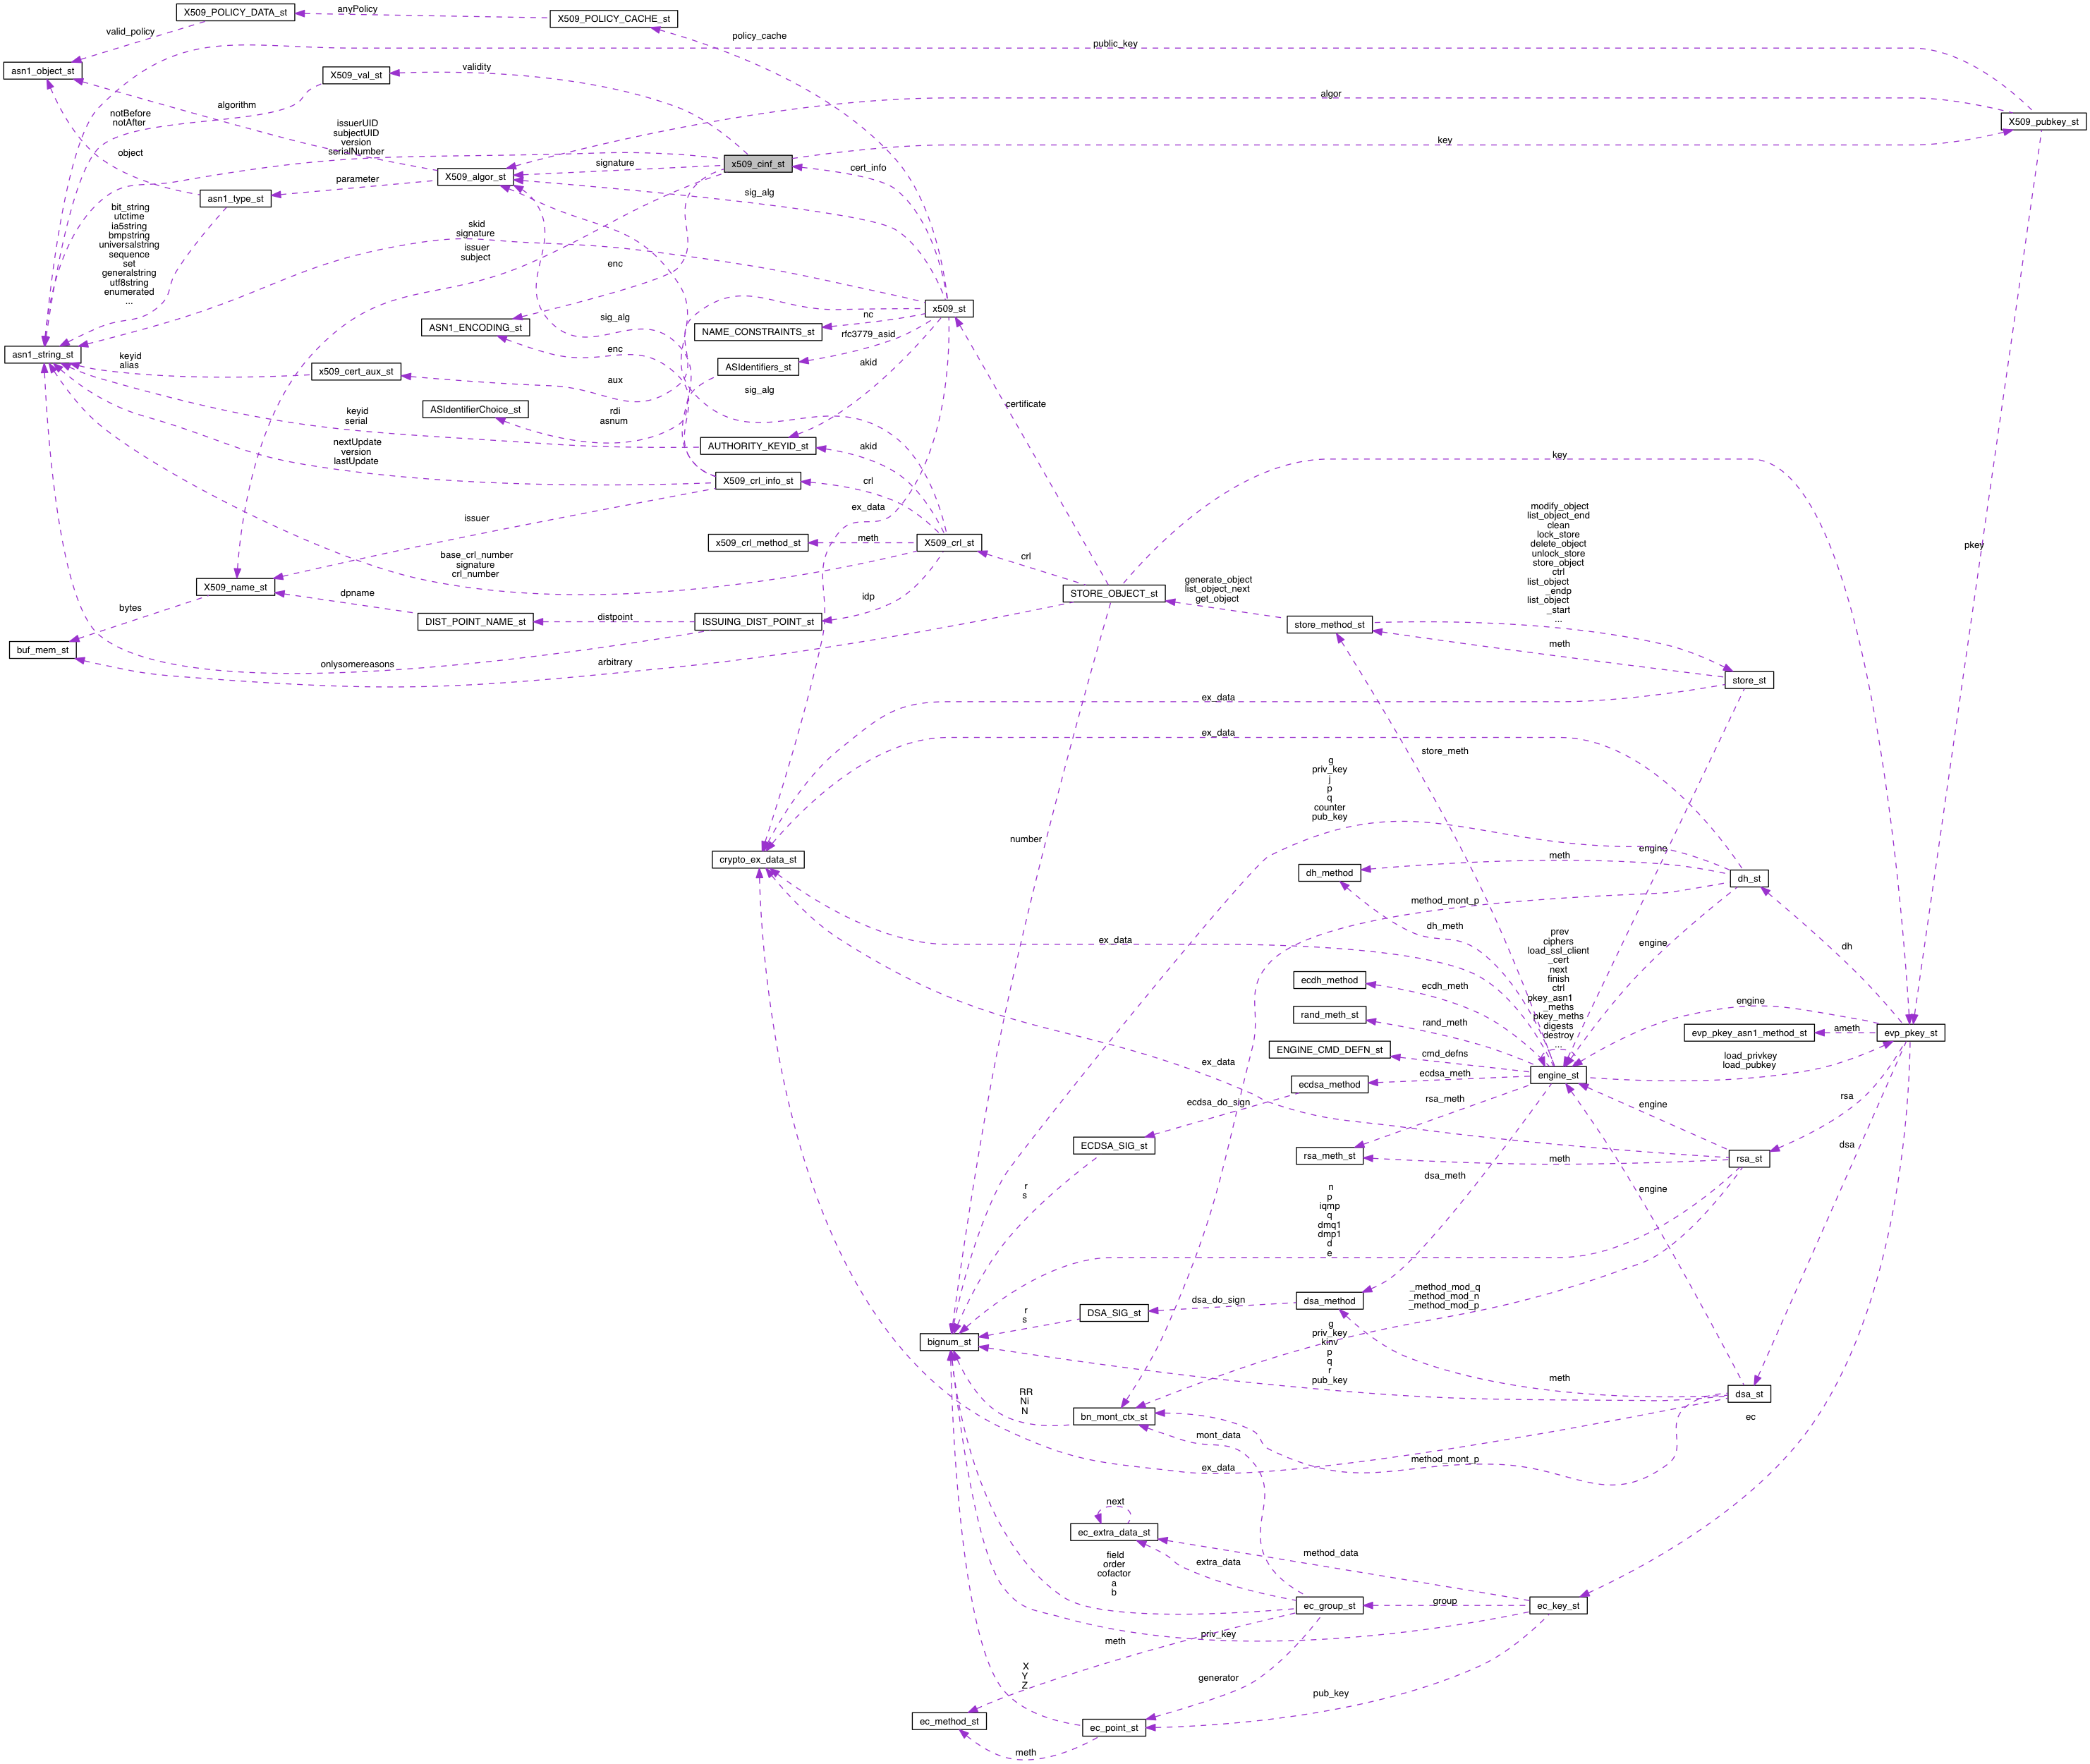 X509_POLICY_DATA_st
anyPolicy
X509_POLICY_CACHE_st
valid_policy
policy_cache
public_key
asn1_object_st
X509_val_st
validity
algor
algorithm
notBefore
notAfter
X509_pubkey_st
issuerUID
subjectUID
version
serialNumber
object
key
x509_cinf_st
signature
cert_info
X509_algor_st
parameter
sig_alg
asn1_type_st
bit_string
utctime
ia5string
bmpstring
universalstring
sequence
set
generalstring
utf8string
enumerated
...
skid
signature
issuer
subject
enc
x509_st
ASN1_ENCODING_st
sig_alg
NAME_CONSTRAINTS_st
nc
rfc3779_asid
asn1_string_st
keyid
alias
enc
ASIdentifiers_st
akid
x509_cert_aux_st
aux
sig_alg
certificate
ASIdentifierChoice_st
rdi
asnum
keyid
serial
AUTHORITY_KEYID_st
akid
key
nextUpdate
version
lastUpdate
X509_crl_info_st
crl
ex_data
modify_object
list_object_end
clean
lock_store
delete_object
unlock_store
store_object
ctrl
list_object
_endp
list_object
_start
...
issuer
x509_crl_method_st
meth
X509_crl_st
pkey
base_crl_number
signature
crl_number
crl
X509_name_st
dpname
idp
STORE_OBJECT_st
generate_object
list_object_next
get_object
bytes
DIST_POINT_NAME_st
distpoint
ISSUING_DIST_POINT_st
store_method_st
buf_mem_st
onlysomereasons
arbitrary
meth
store_st
ex_data
ex_data
store_meth
g
priv_key
j
p
q
counter
pub_key
number
engine
crypto_ex_data_st
meth
dh_method
dh_st
method_mont_p
dh_meth
ex_data
engine
dh
prev
ciphers
load_ssl_client
_cert
next
finish
ctrl
pkey_asn1
_meths
pkey_meths
digests
destroy
...
ecdh_method
ecdh_meth
rand_meth_st
rand_meth
engine
evp_pkey_asn1_method_st
ameth
evp_pkey_st
ENGINE_CMD_DEFN_st
cmd_defns
load_privkey
load_pubkey
ex_data
ecdsa_method
ecdsa_meth
engine_st
ecdsa_do_sign
rsa_meth
engine
rsa
ECDSA_SIG_st
rsa_meth_st
meth
rsa_st
dsa
r
s
n
p
iqmp
q
dmq1
dmp1
d
e
dsa_meth
engine
_method_mod_q
_method_mod_n
_method_mod_p
DSA_SIG_st
dsa_do_sign
dsa_method
r
s
bignum_st
g
priv_key
kinv
p
q
r
pub_key
meth
dsa_st
RR
Ni
N
bn_mont_ctx_st
ec
mont_data
method_mont_p
ex_data
next
ec_extra_data_st
field
order
cofactor
a
b
extra_data
method_data
ec_group_st
group
ec_key_st
priv_key
meth
X
Y
Z
generator
pub_key
ec_method_st
ec_point_st
meth